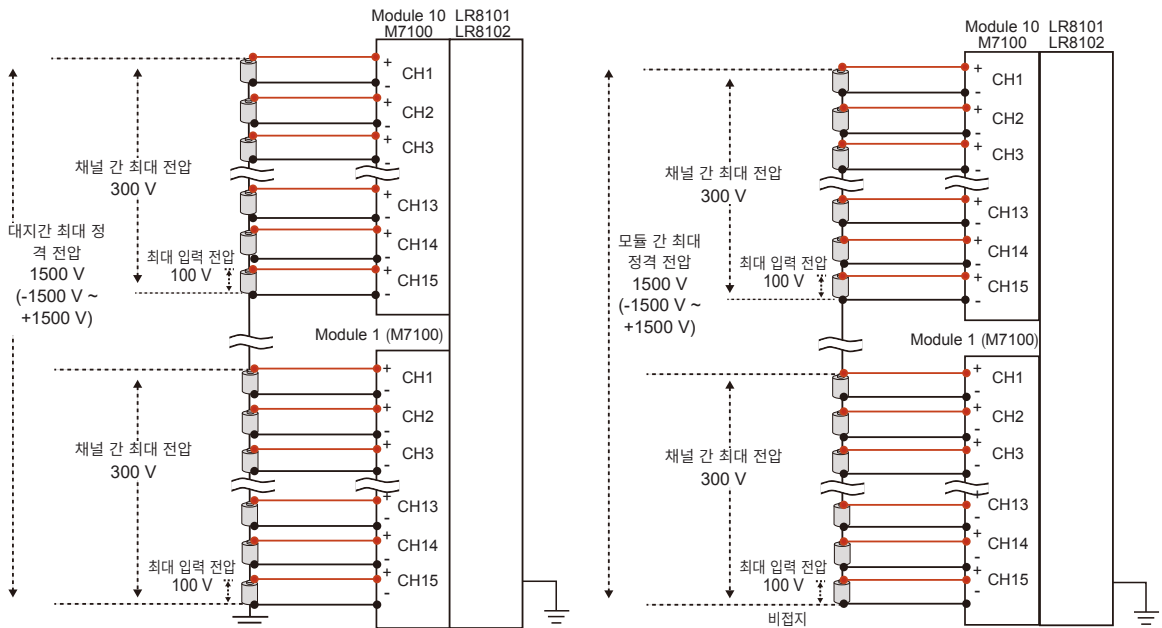 Module 10 LR8101
M7100 LR8102
+
CH1
-
+
CH2
-
+
CH3
-
채널 간 최대 전압
300 V
+
CH13
-
대지간 최대 정
격 전압
1500 V
(-1500 V ~
+1500 V)
+
CH14
-
최대 입력 전압
100 V
+
CH15
-
Module 1 (M7100)
+
CH1
-
+
CH2
-
+
CH3
-
채널 간 최대 전압
300 V
+
CH13
-
+
CH14
-
최대 입력 전압
100 V
+
CH15
-
Module 10 LR8101
M7100 LR8102
+
CH1
-
+
CH2
-
+
CH3
-
채널 간 최대 전압
300 V
+
CH13
-
모듈 간 최대
정격 전압
1500 V
(-1500 V ~
+1500 V)
+
CH14
-
최대 입력 전압
100 V
+
CH15
-
Module 1 (M7100)
+
CH1
-
+
CH2
-
+
CH3
-
채널 간 최대 전압
300 V
+
CH13
-
+
CH14
-
최대 입력 전압
100 V
+
CH15
-
비접지